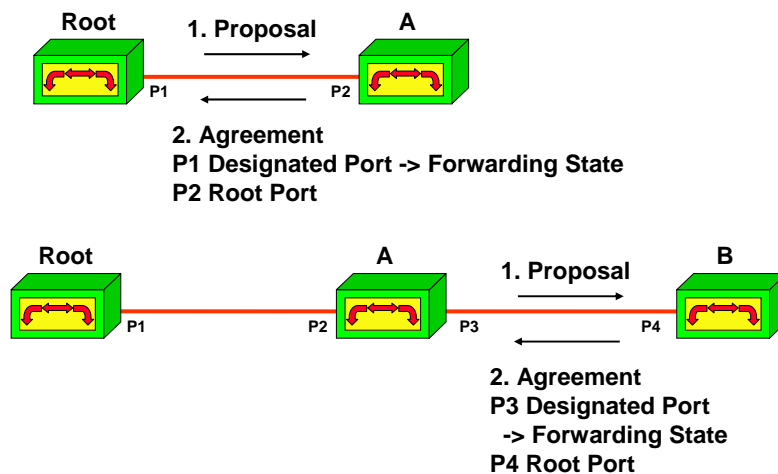 Root
1. Proposal
A
P1
P2
2. Agreement
P1 Designated Port -> Forwarding State
P2 Root Port
Root
A
B
1. Proposal
P1
P2
P3
P4
2. Agreement
P3 Designated Port
-> Forwarding State
P4 Root Port